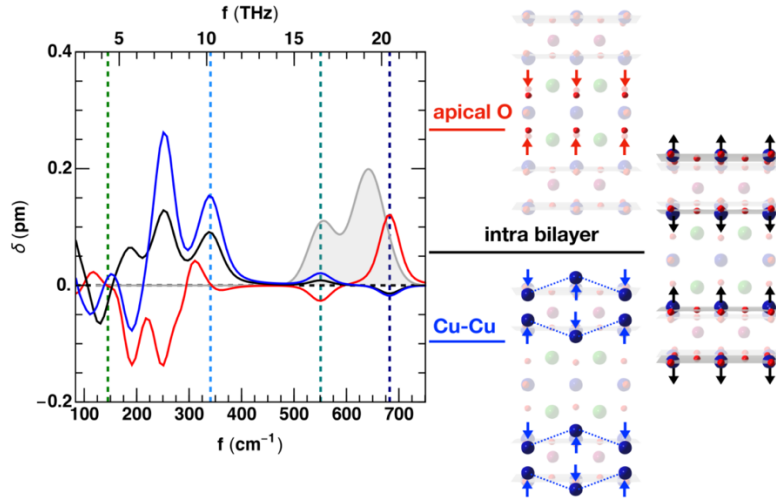 f (THz)
5 10 15 20
0.4
0.2
0.
-0.2
δ (pm)
100 200 300 400 500 600 700
f (cm⁻¹)
apical O
intra bilayer
Cu-Cu